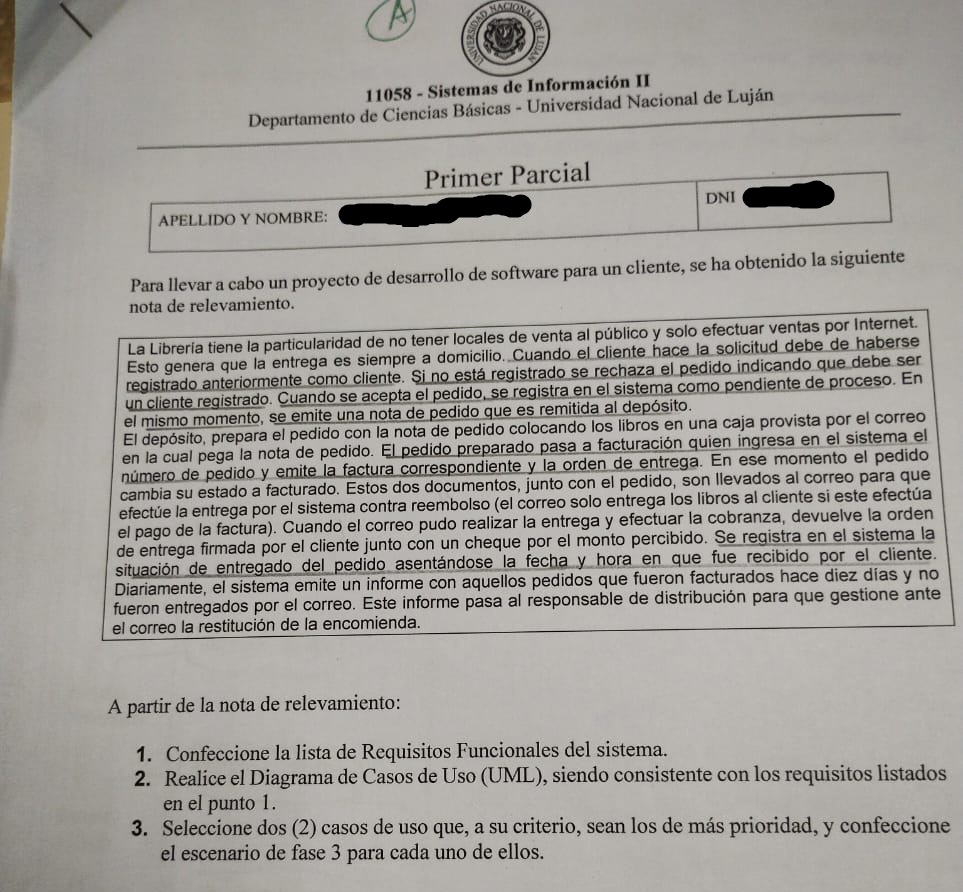 A
UNIVERSIDAD NACIONAL DE LUJAN
11058 - Sistemas de Información II
Departamento de Ciencias Básicas - Universidad Nacional de Luján
Primer Parcial
APELLIDO Y NOMBRE:
DNI
Para llevar a cabo un proyecto de desarrollo de software para un cliente, se ha obtenido la siguiente
nota de relevamiento.
La Librería tiene la particularidad de no tener locales de venta al público y solo efectuar ventas por Internet.
Esto genera que la entrega es siempre a domicilio. Cuando el cliente hace la solicitud debe de haberse
registrado anteriormente como cliente. Si no está registrado se rechaza el pedido indicando que debe ser
un cliente registrado. Cuando se acepta el pedido, se registra en el sistema como pendiente de proceso. En
el mismo momento, se emite una nota de pedido que es remitida al depósito.
El depósito, prepara el pedido con la nota de pedido colocando los libros en una caja provista por el correo
en la cual pega la nota de pedido. El pedido preparado pasa a facturación quien ingresa en el sistema el
número de pedido y emite la factura correspondiente y la orden de entrega. En ese momento el pedido
cambia su estado a facturado. Estos dos documentos, junto con el pedido, son llevados al correo para que
efectúe la entrega por el sistema contra reembolso (el correo solo entrega los libros al cliente si este efectúa
el pago de la factura). Cuando el correo pudo realizar la entrega y efectuar la cobranza, devuelve la orden
de entrega firmada por el cliente junto con un cheque por el monto percibido. Se registra en el sistema la
situación de entregado del pedido asentándose la fecha y hora en que fue recibido por el cliente.
Diariamente, el sistema emite un informe con aquellos pedidos que fueron facturados hace diez días y no
fueron entregados por el correo. Este informe pasa al responsable de distribución para que gestione ante
el correo la restitución de la encomienda.
A partir de la nota de relevamiento:
1. Confeccione la lista de Requisitos Funcionales del sistema.
2. Realice el Diagrama de Casos de Uso (UML), siendo consistente con los requisitos listados
en el punto 1.
3. Seleccione dos (2) casos de uso que, a su criterio, sean los de más prioridad, y confeccione
el escenario de fase 3 para cada uno de ellos.